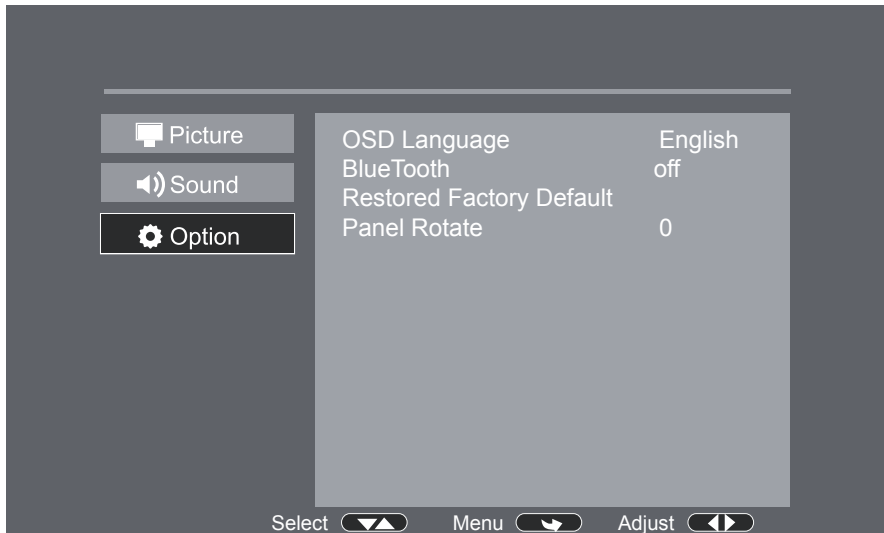 Picture
Sound
Option
OSD Language English
BlueTooth off
Restored Factory Default
Panel Rotate 0
Select Menu Adjust